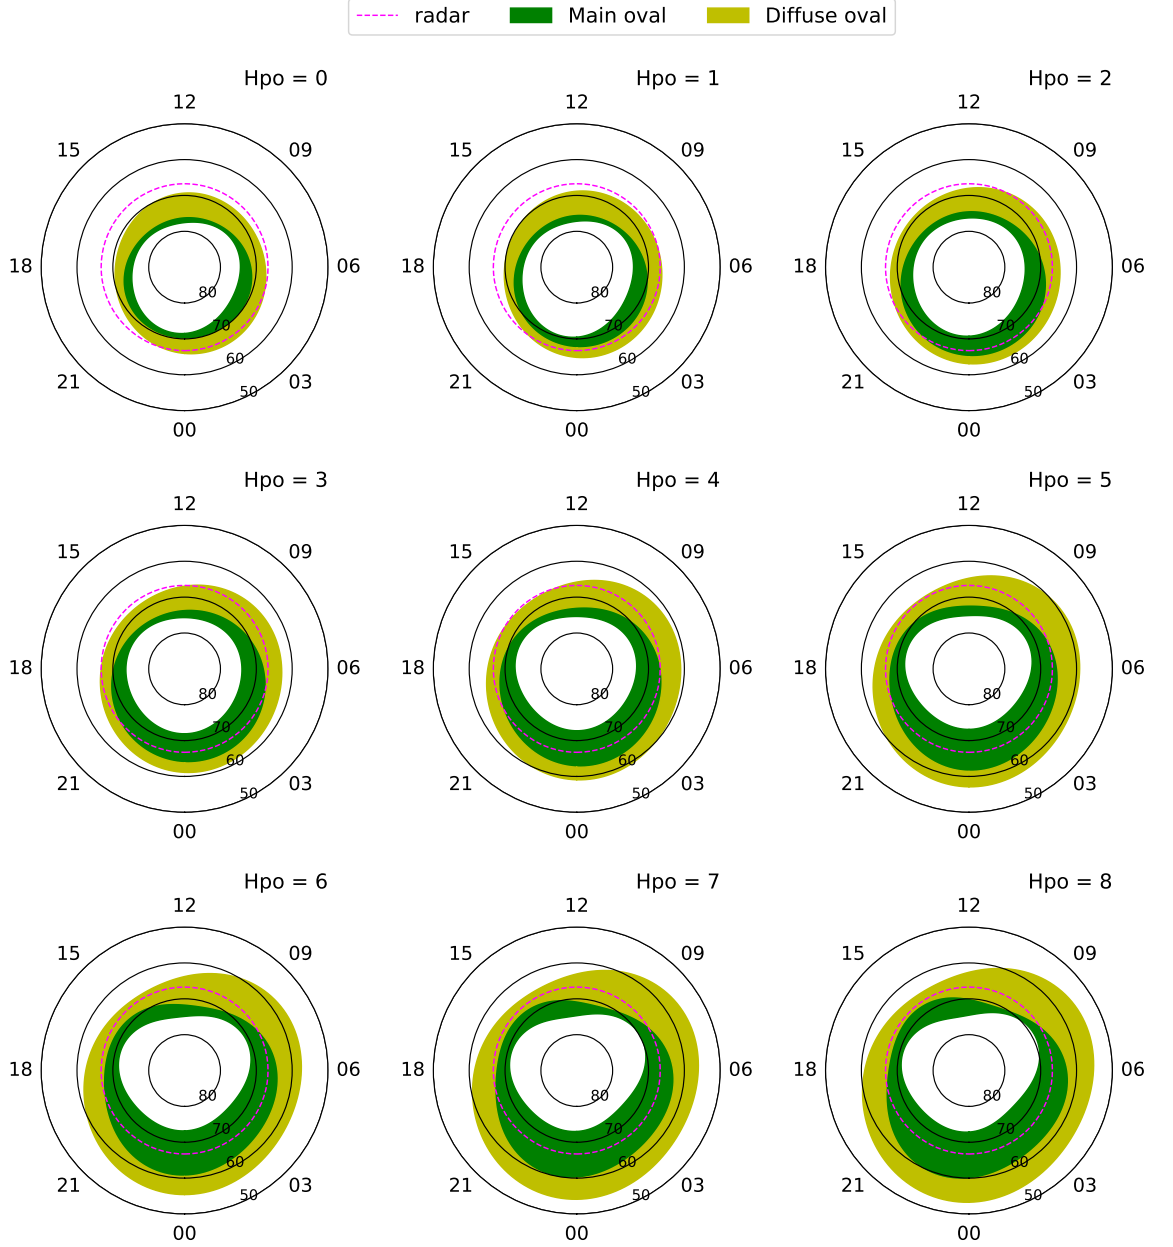 radar Main oval Diffuse oval
Hpo = 0 Hpo = 1 Hpo = 2
12 12 12
15 09 15 09 15 09
18 06 18 06 18 06
80 80 80
70 70 70
60 60 60
21 03 21 03 21 03
50 50 50
00 00 00
Hpo = 3 Hpo = 4 Hpo = 5
12 12 12
15 09 15 09 15 09
18 06 18 06 18 06
80 80 80
70 70 70
60 60 60
21 03 21 03 21 03
50 50 50
00 00 00
Hpo = 6 Hpo = 7 Hpo = 8
12 12 12
15 09 15 09 15 09
18 06 18 06 18 06
80 80 80
70 70 70
60 60 60
21 03 21 03 21 03
50 50 50
00 00 00